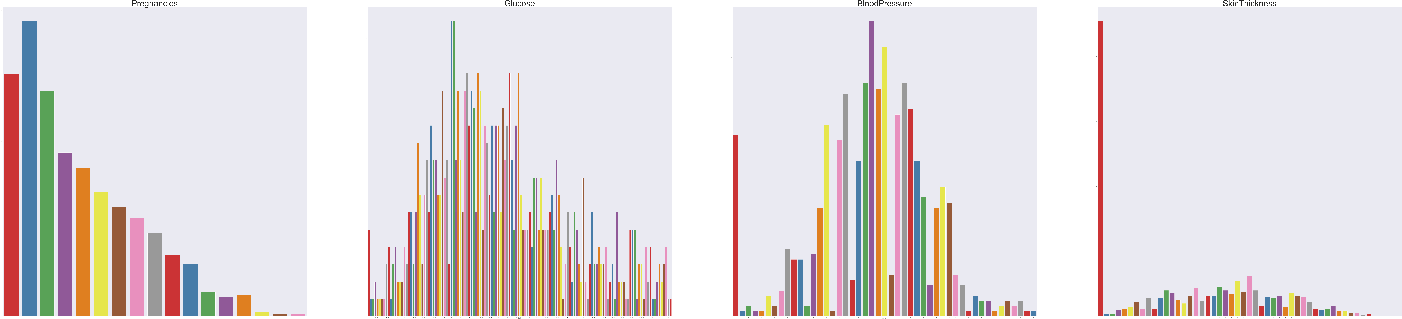 Pregnancies
Glucose
BloodPressure
SkinThickness